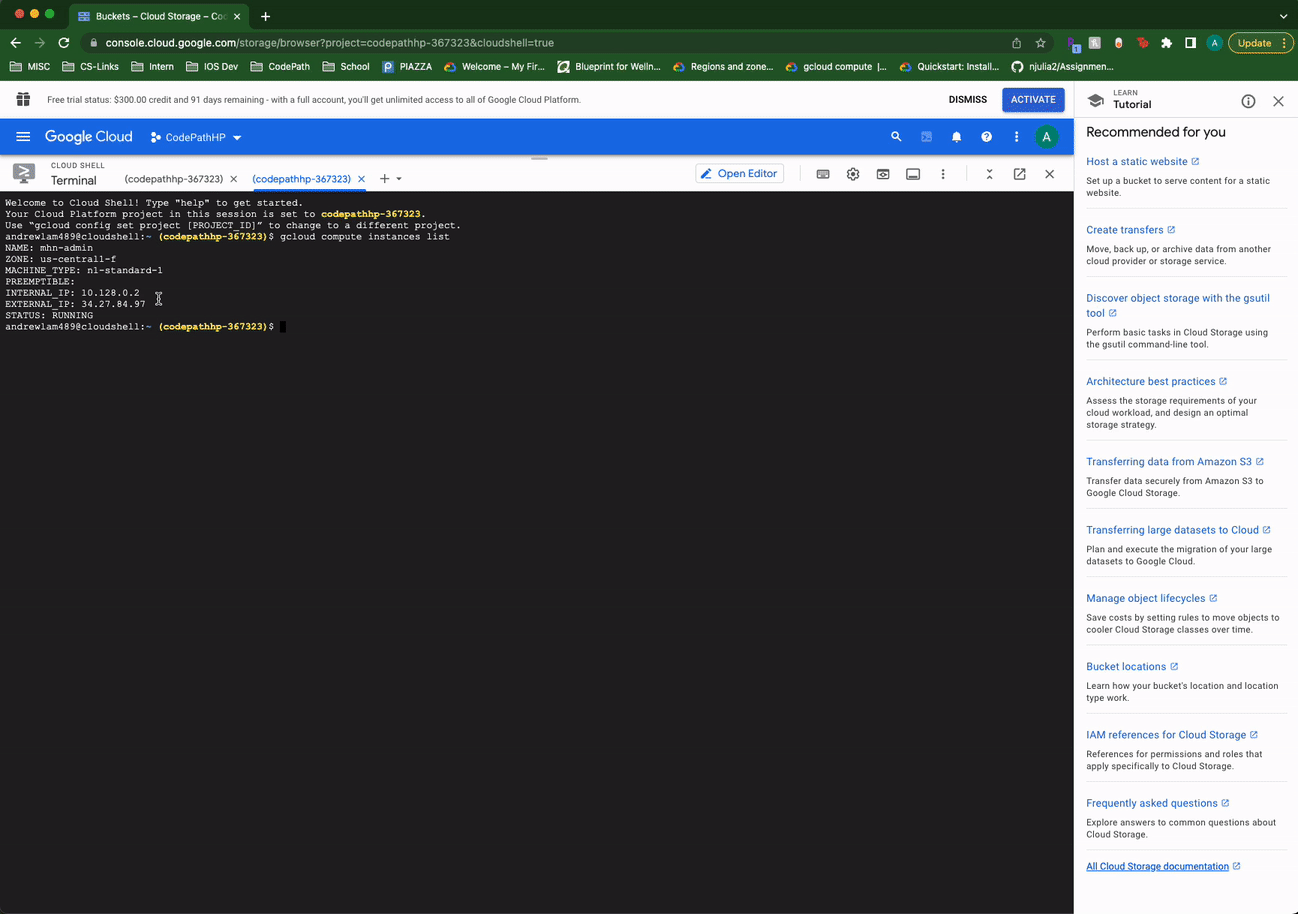 Buckets – Cloud Storage – Co
console.cloud.google.com/storage/browser?project=codepathhp-367323&cloudshell=true
A
Update
MISC
CS-Links
Intern
IOS Dev
CodePath
School
PIAZZA
Welcome – My Fir...
Blueprint for Welln...
Regions and zone...
gcloud compute |...
Quickstart: Install...
njulia2/Assignmen...
Free trial status: $300.00 credit and 91 days remaining - with a full account, you'll get unlimited access to all of Google Cloud Platform.
DISMISS
ACTIVATE
Google Cloud
CodePathHP
A
CLOUD SHELL
Terminal
(codepathhp-367323)
(codepathhp-367323)
Open Editor
Welcome to Cloud Shell! Type "help" to get started.
Your Cloud Platform project in this session is set to codepathhp-367323.
Use “gcloud config set project [PROJECT_ID]” to change to a different project.
andrewlam489@cloudshell:~ (codepathhp-367323)$ gcloud compute instances list
NAME: mhn-admin
ZONE: us-central1-f
MACHINE_TYPE: n1-standard-1
PREEMPTIBLE:
INTERNAL_IP: 10.128.0.2
EXTERNAL_IP: 34.27.84.97
STATUS: RUNNING
andrewlam489@cloudshell:~ (codepathhp-367323)$
LEARN
Tutorial
Recommended for you
Host a static website
Set up a bucket to serve content for a static
website.
Create transfers
Move, back up, or archive data from another
cloud provider or storage service.
Discover object storage with the gsutil
tool
Perform basic tasks in Cloud Storage using
the gsutil command-line tool.
Architecture best practices
Assess the storage requirements of your
cloud workload, and design an optimal
storage strategy.
Transferring data from Amazon S3
Transfer data securely from Amazon S3 to
Google Cloud Storage.
Transferring large datasets to Cloud
Plan and execute the migration of your large
datasets to Google Cloud.
Manage object lifecycles
Save costs by setting rules to move objects to
cooler Cloud Storage classes over time.
Bucket locations
Learn how your bucket's location and location
type work.
IAM references for Cloud Storage
References for permissions and roles that
apply specifically to Cloud Storage.
Frequently asked questions
Explore answers to common questions about
Cloud Storage.
All Cloud Storage documentation